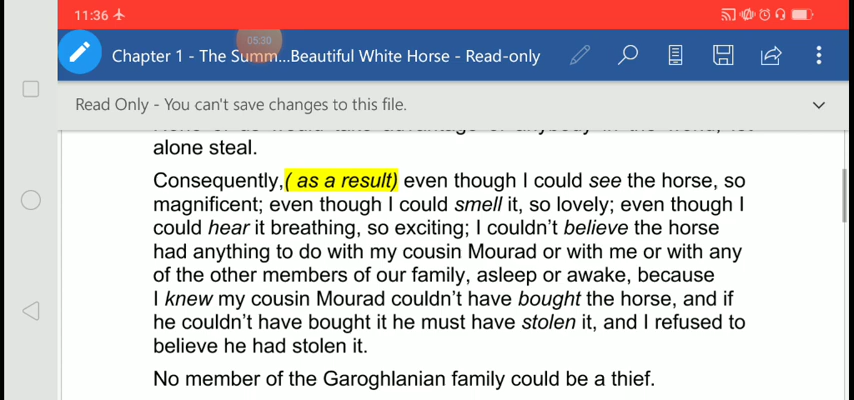 11:36
05:30
Chapter 1 - The Summ...Beautiful White Horse - Read-only
Read Only - You can't save changes to this file.
alone steal.
Consequently,( as a result) even though I could see the horse, so
magnificent; even though I could smell it, so lovely; even though I
could hear it breathing, so exciting; I couldn't believe the horse
had anything to do with my cousin Mourad or with me or with any
of the other members of our family, asleep or awake, because
I knew my cousin Mourad couldn't have bought the horse, and if
he couldn't have bought it he must have stolen it, and I refused to
believe he had stolen it.
No member of the Garoghlanian family could be a thief.